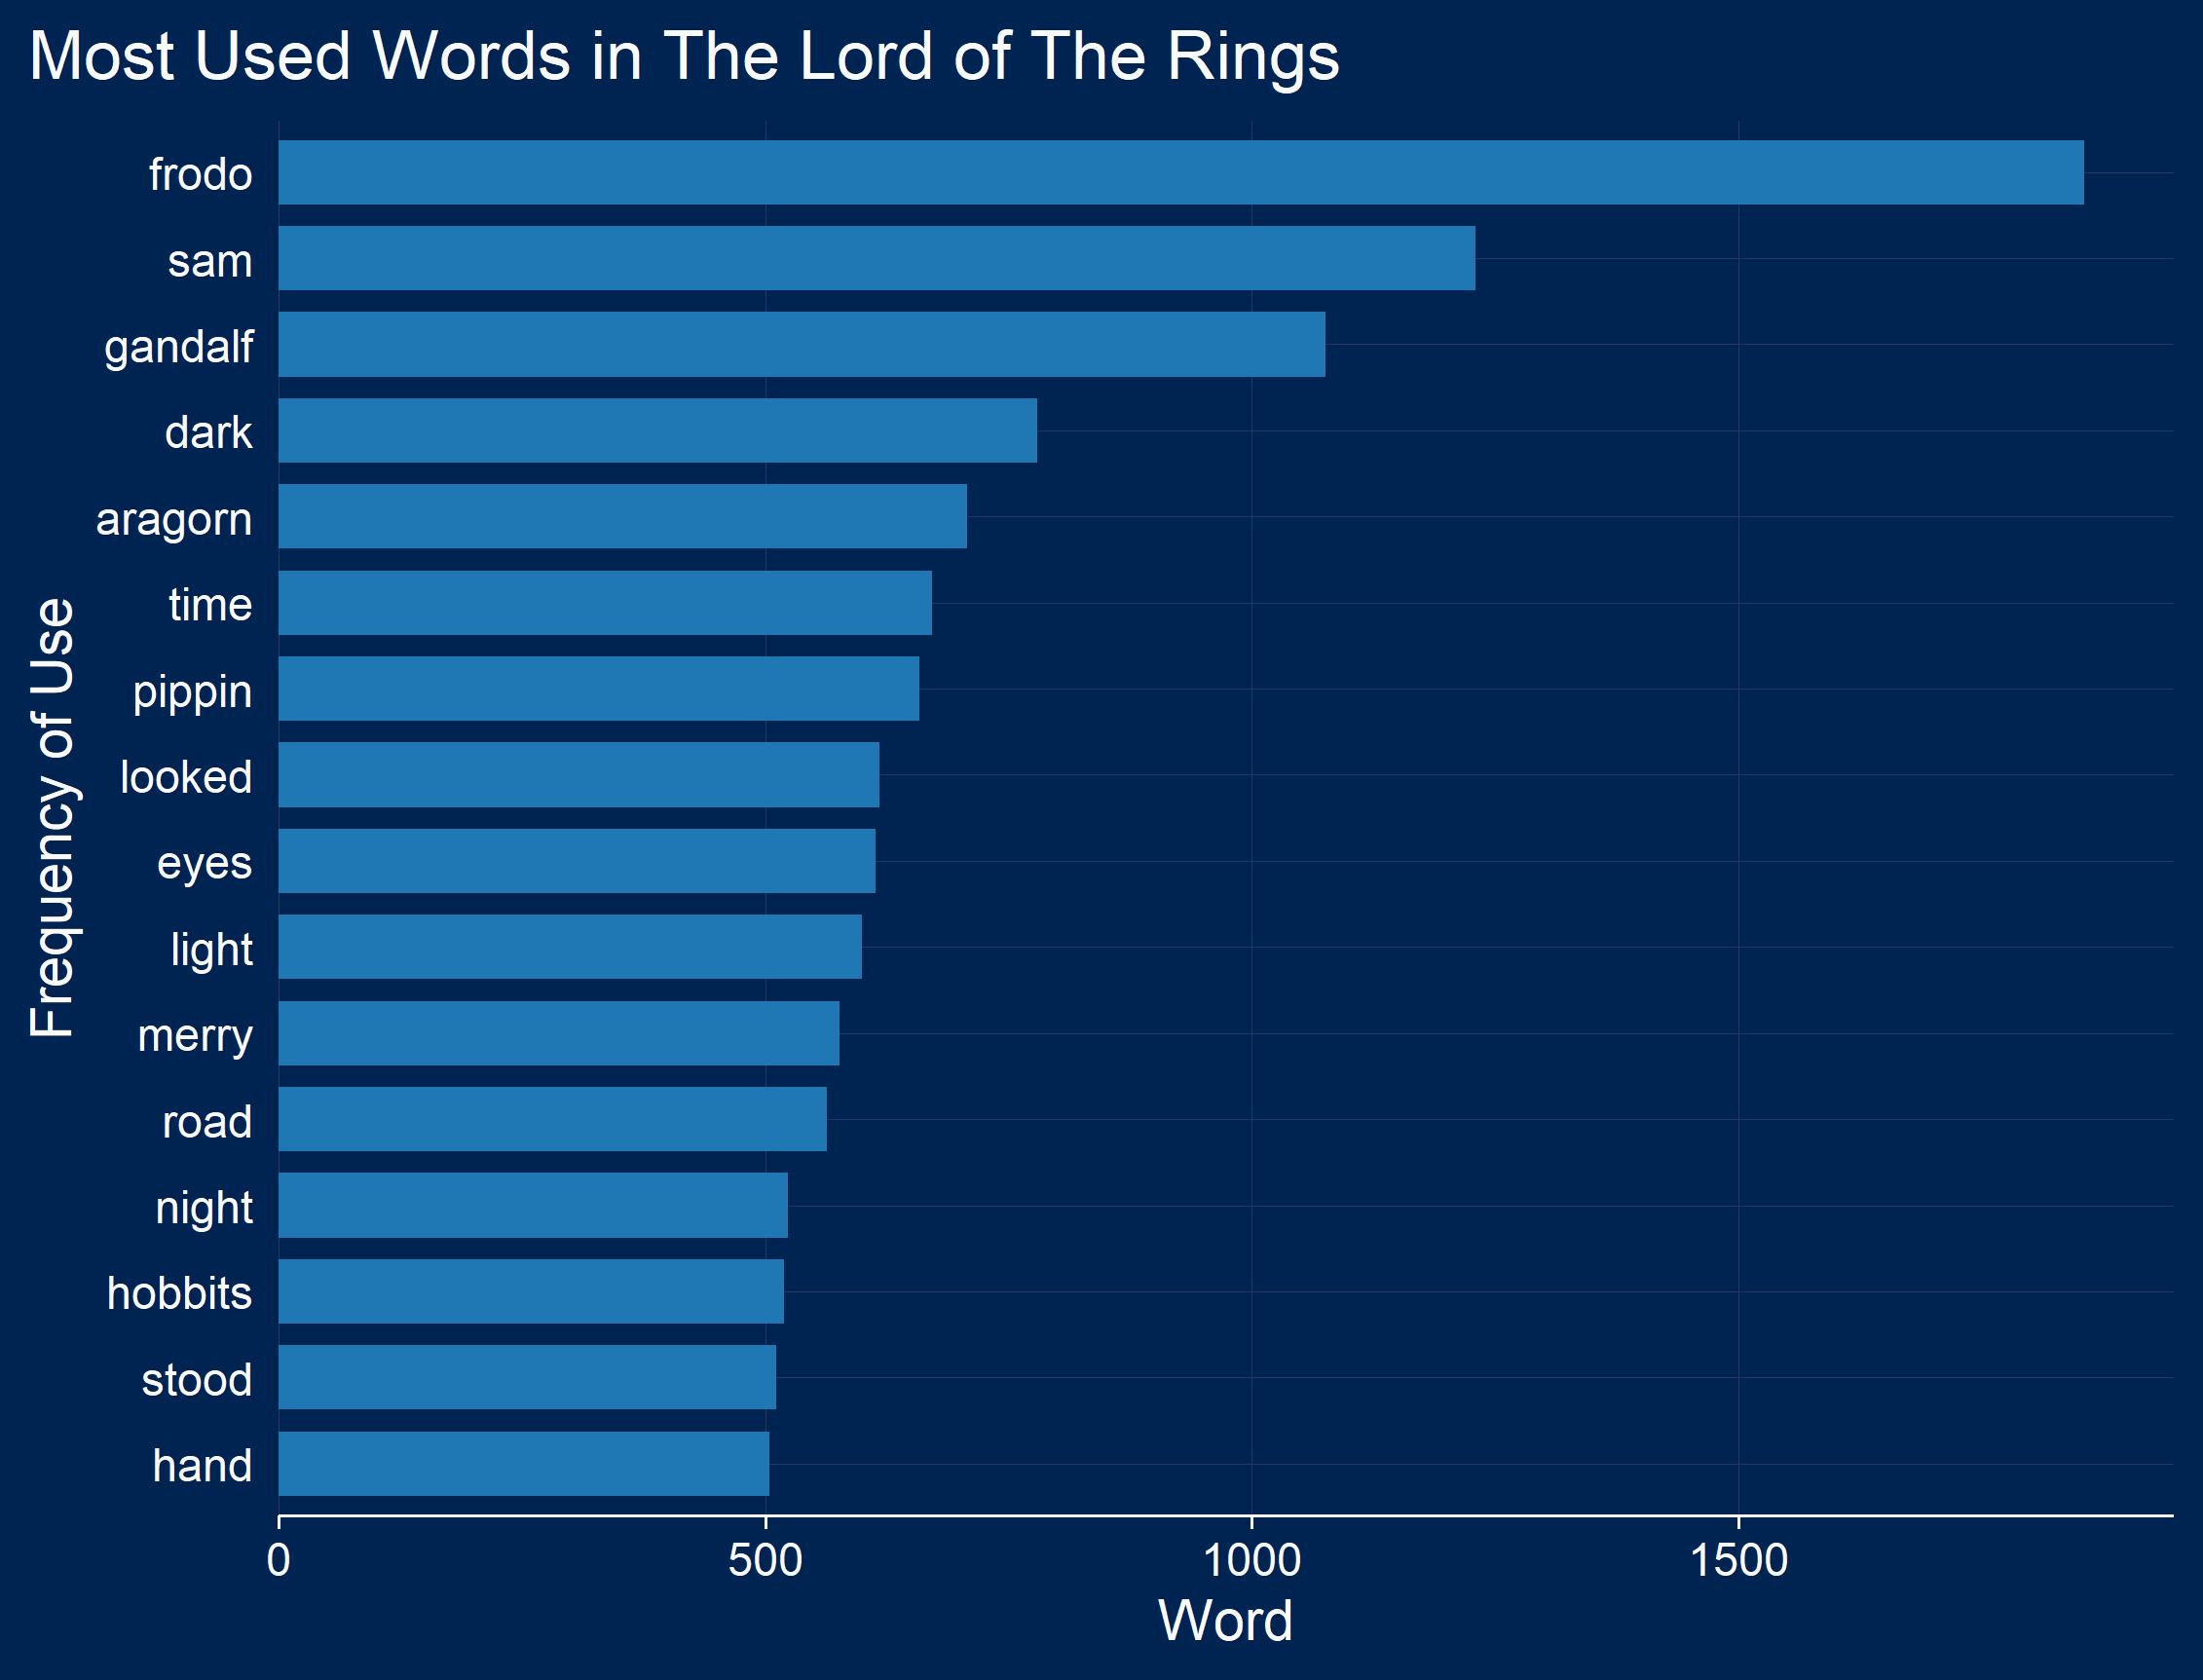 Most Used Words in The Lord of The Rings
Frequency of Use
frodo
sam
gandalf
dark
aragorn
time
pippin
looked
eyes
light
merry
road
night
hobbits
stood
hand
0 500 1000 1500
Word